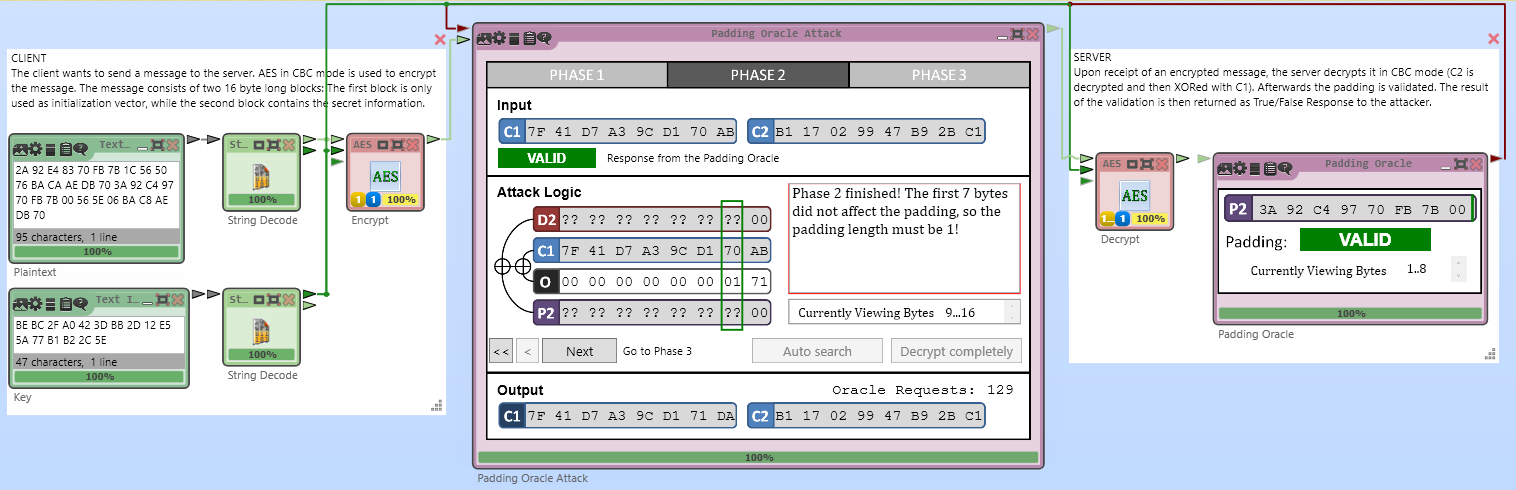 CLIENT
The client wants to send a message to the server. AES in CBC mode is used to encrypt
the message. The message consists of two 16 byte long blocks: The first block is only
used as initialization vector, while the second block contains the secret information.
Text_
2A 92 E4 83 70 FB 7B 1C 56 50
76 BA CA AE DB 70 3A 92 C4 97
70 FB 7B 00 56 5E 06 BA C8 AE
DB 70
95 characters, 1 line
100%
Plaintext
St_
100%
String Decode
AES
AES
1 1 100%
Encrypt
Text I_
BE BC 2F A0 42 3D BB 2D 12 E5
5A 77 B1 B2 2C 5E
47 characters, 1 line
100%
Key
St_
100%
String Decode
Padding Oracle Attack
PHASE 1
PHASE 2
PHASE 3
Input
C1 7F 41 D7 A3 9C D1 70 AB
C2 B1 17 02 99 47 B9 2B C1
VALID
Response from the Padding Oracle
Attack Logic
D2 ?? ?? ?? ?? ?? ?? ?? 00
C1 7F 41 D7 A3 9C D1 70 AB
O 00 00 00 00 00 00 01 71
P2 ?? ?? ?? ?? ?? ?? ?? 00
Phase 2 finished! The first 7 bytes
did not affect the padding, so the
padding length must be 1!
Currently Viewing Bytes 9...16
<<
<
Next
Go to Phase 3
Auto search
Decrypt completely
Output
Oracle Requests: 129
C1 7F 41 D7 A3 9C D1 71 DA
C2 B1 17 02 99 47 B9 2B C1
100%
Padding Oracle Attack
SERVER
Upon receipt of an encrypted message, the server decrypts it in CBC mode (C2 is
decrypted and then XORed with C1). Afterwards the padding is validated. The result
of the validation is then returned as True/False Response to the attacker.
AES
AES
1_ 1 100%
Decrypt
Padding Oracle
P2 3A 92 C4 97 70 FB 7B 00
Padding:
VALID
Currently Viewing Bytes 1..8
100%
Padding Oracle